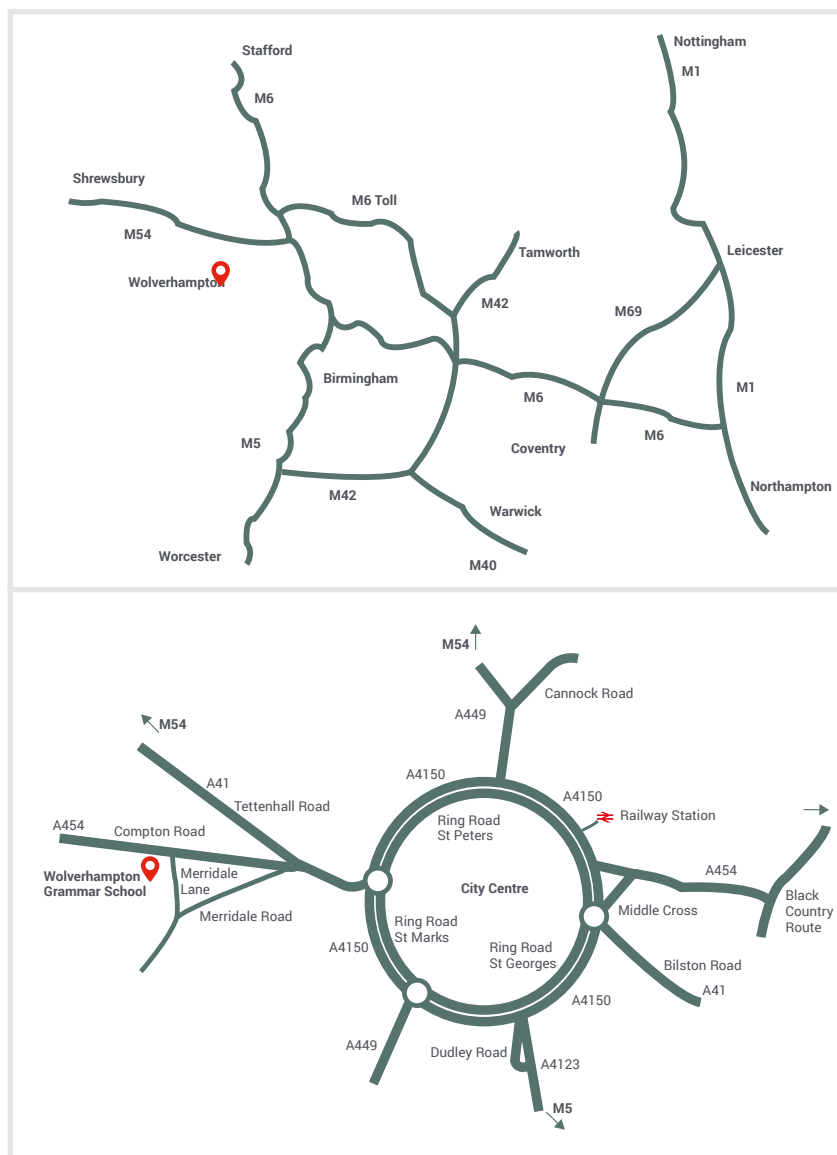 Stafford
Nottingham
M1
M6
Shrewsbury
M6 Toll
M54
Tamworth
Leicester
Wolverhampton
M42
M69
Birmingham
M6
M1
M5
M6
Coventry
M42
Northampton
Warwick
Worcester
M40
M54
Cannock Road
A449
M54
A4150
A41
A4150
Tettenhall Road
Railway Station
A454
Compton Road
Ring Road
St Peters
Wolverhampton
Grammar School
Merridale
Lane
A454
City Centre
Merridale Road
Middle Cross
Black
Country
Route
Ring Road
St Marks
A4150
Ring Road
St Georges
Bilston Road
A41
A4150
A449
Dudley Road
A4123
M5